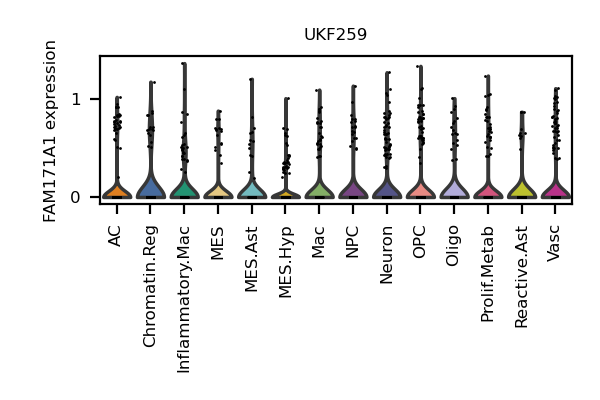 UKF259
FAM171A1 expression
1
0
AC
Chromatin.Reg
Inflammatory.Mac
MES
MES.Ast
MES.Hyp
Mac
NPC
Neuron
OPC
Oligo
Prolif.Metab
Reactive.Ast
Vasc